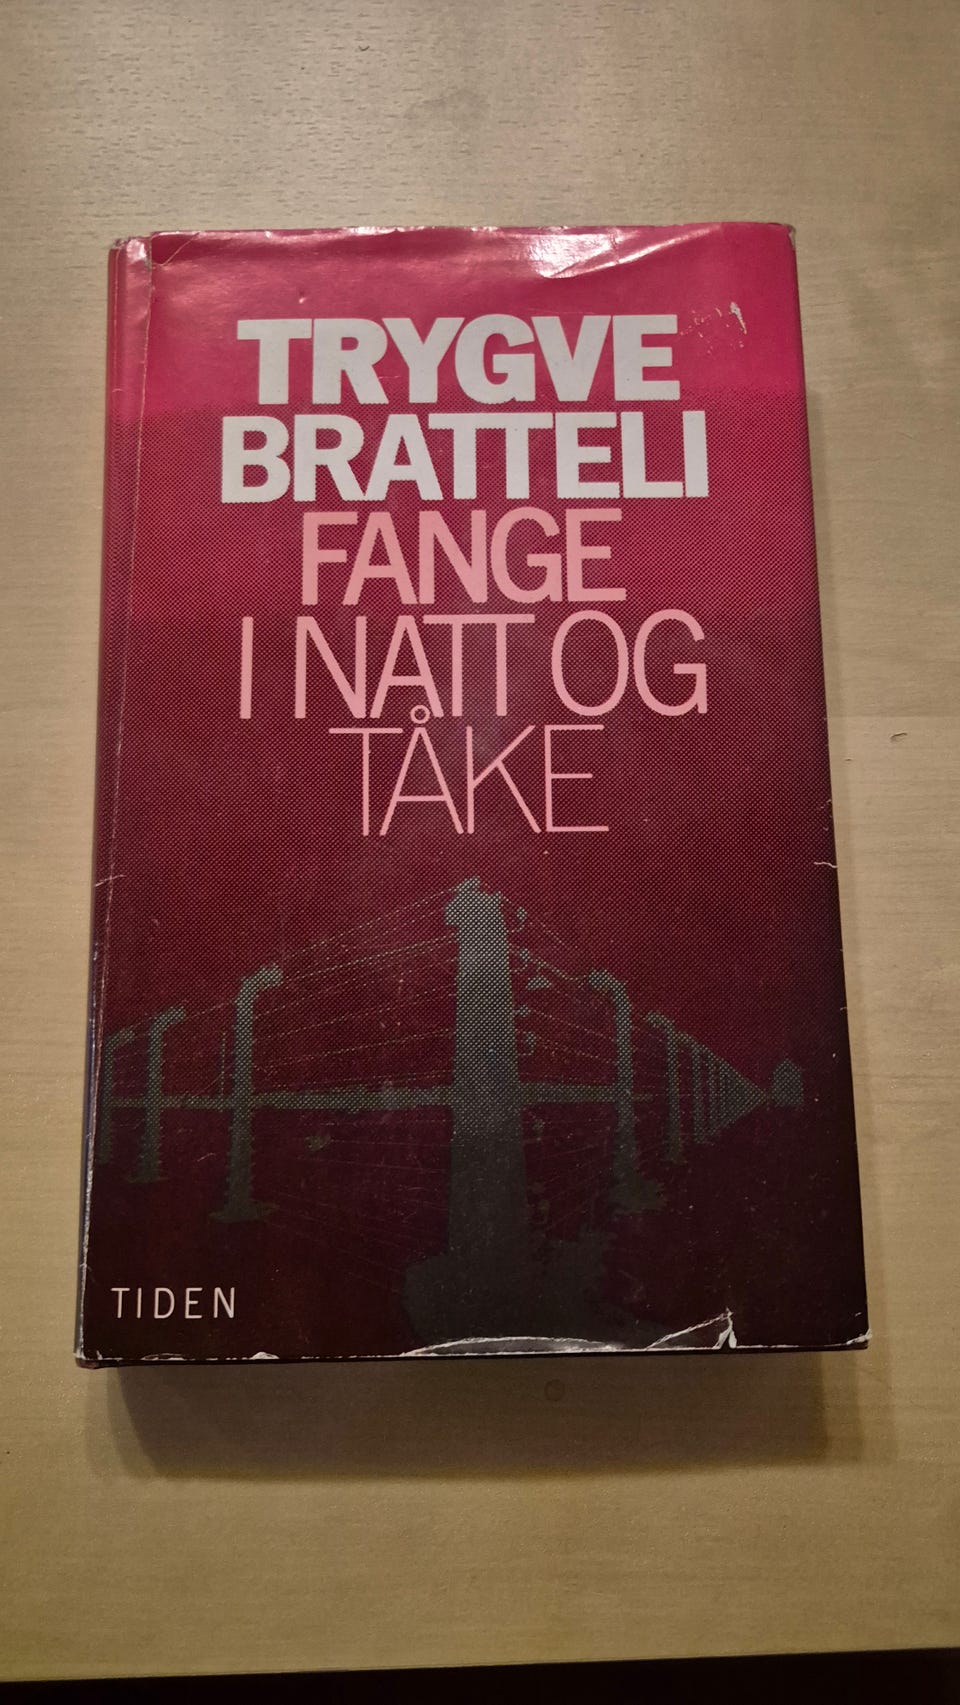 TRYGVE
BRATTELI
FANGE
I NATT OG
TÅKE
TIDEN